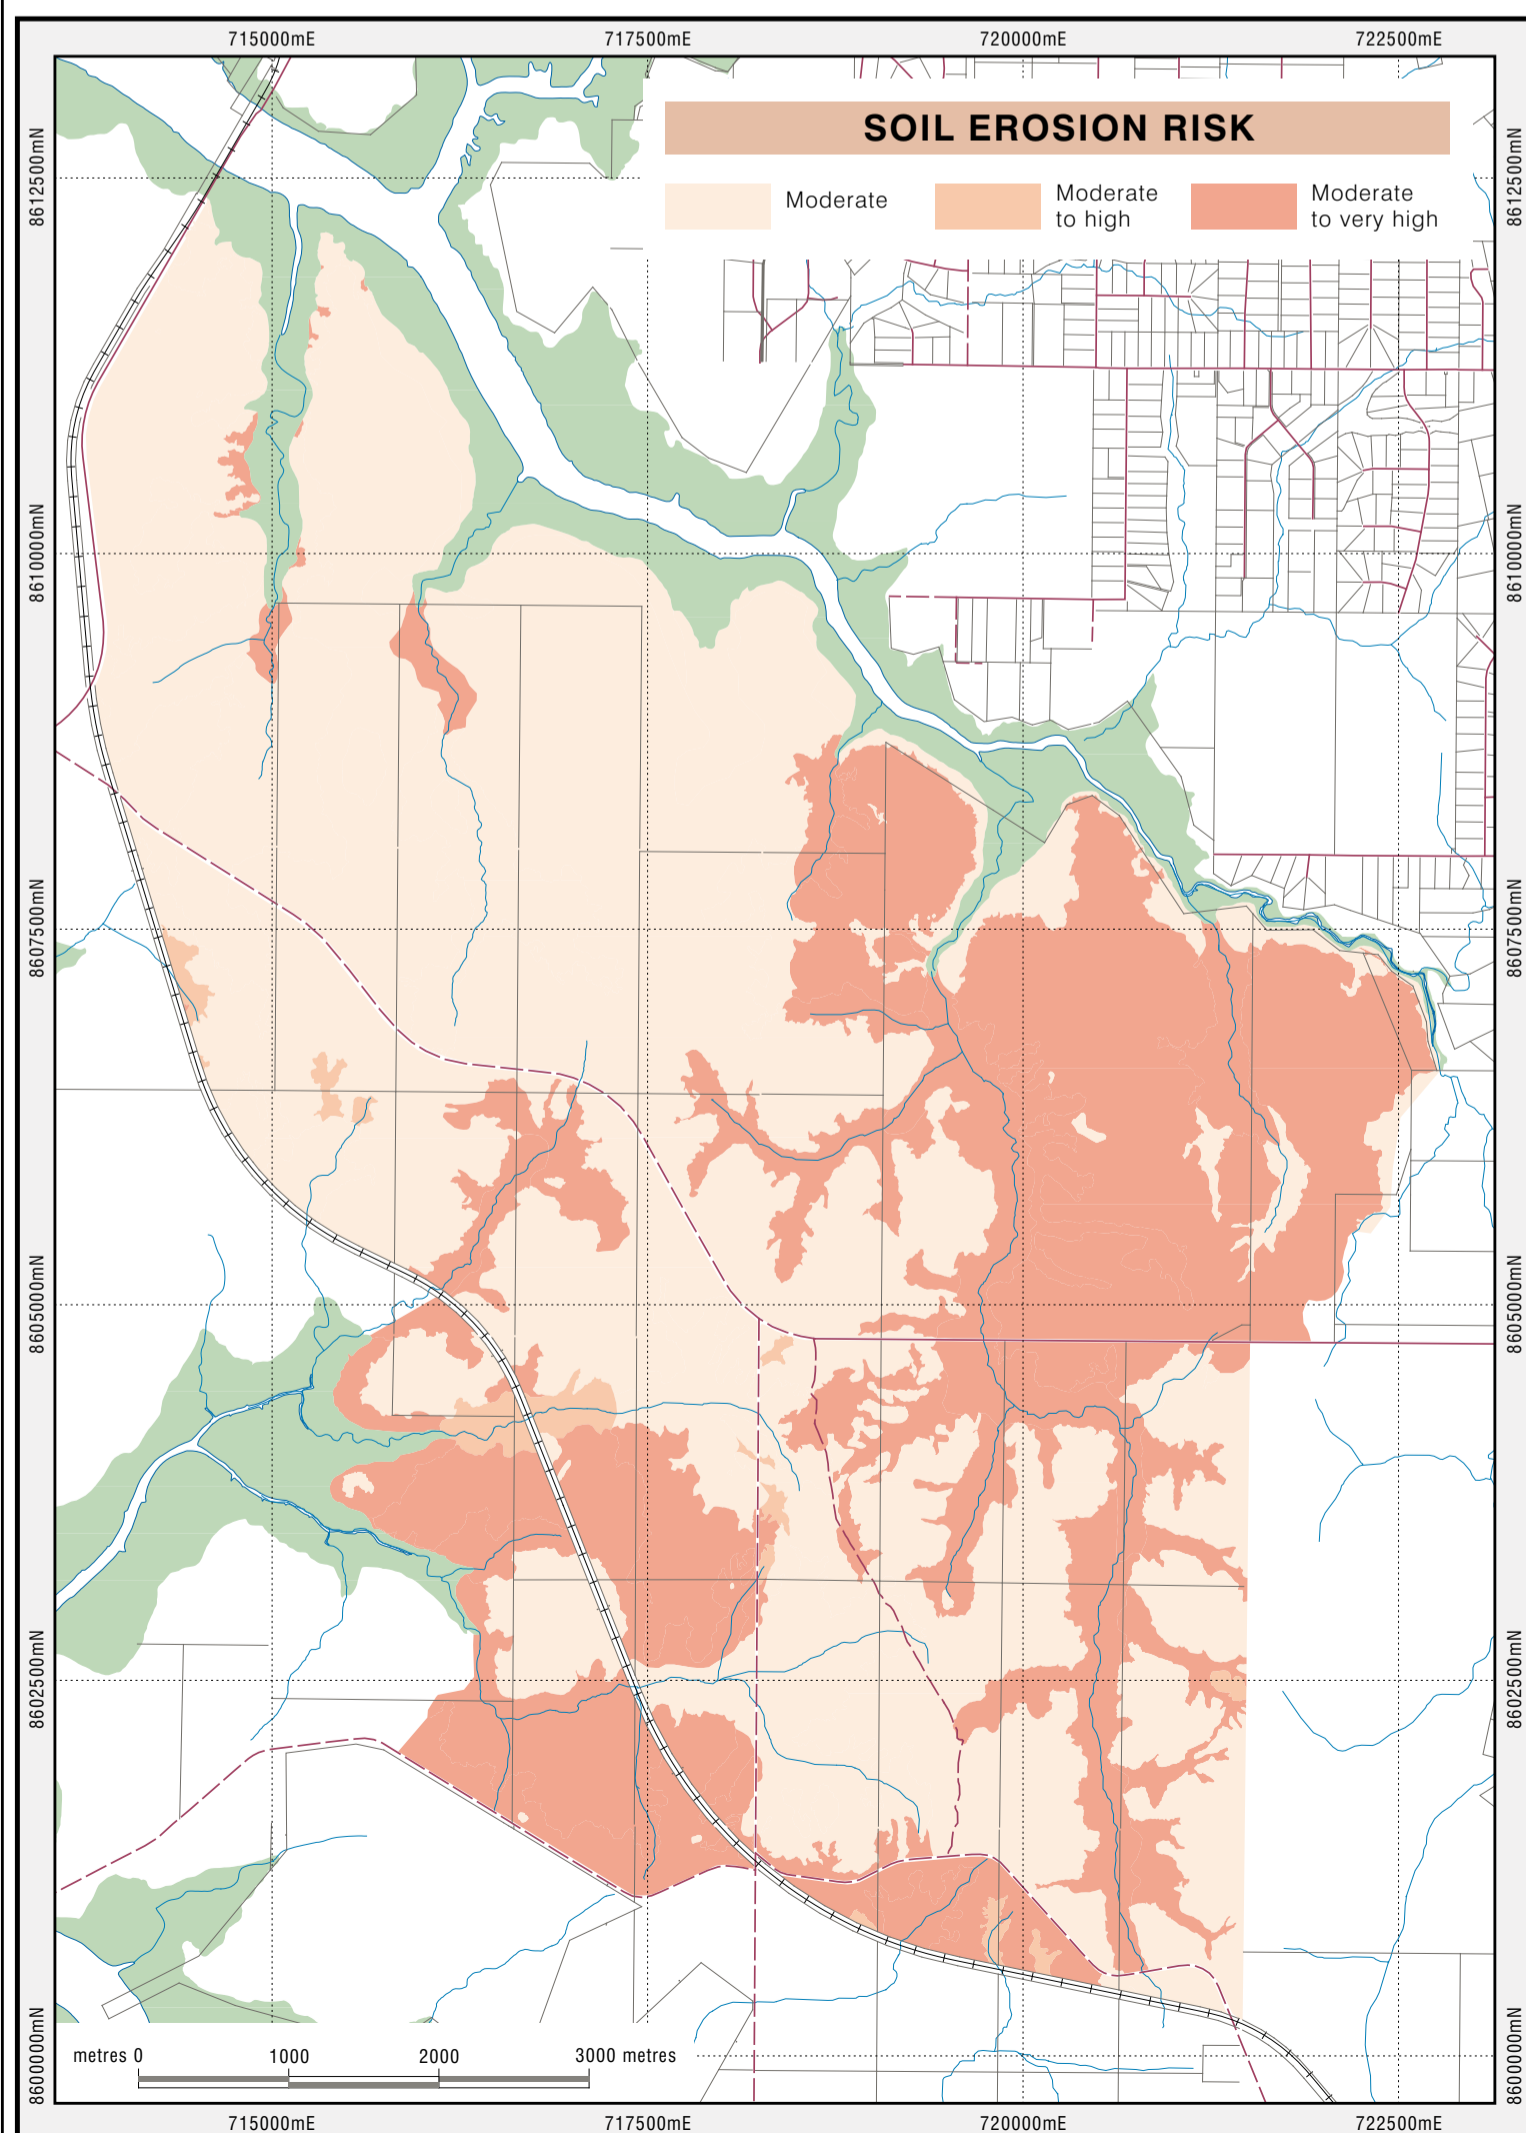 715000mE
717500mE
720000mE
722500mE
SOIL EROSION RISK
Moderate
Moderate
to high
Moderate
to very high
8612500mN
8612500mN
8610000mN
8610000mN
8607500mN
8607500mN
8605000mN
8605000mN
8602500mN
8602500mN
8600000mN
8600000mN
metres 0 1000 2000 3000 metres
715000mE
717500mE
720000mE
722500mE